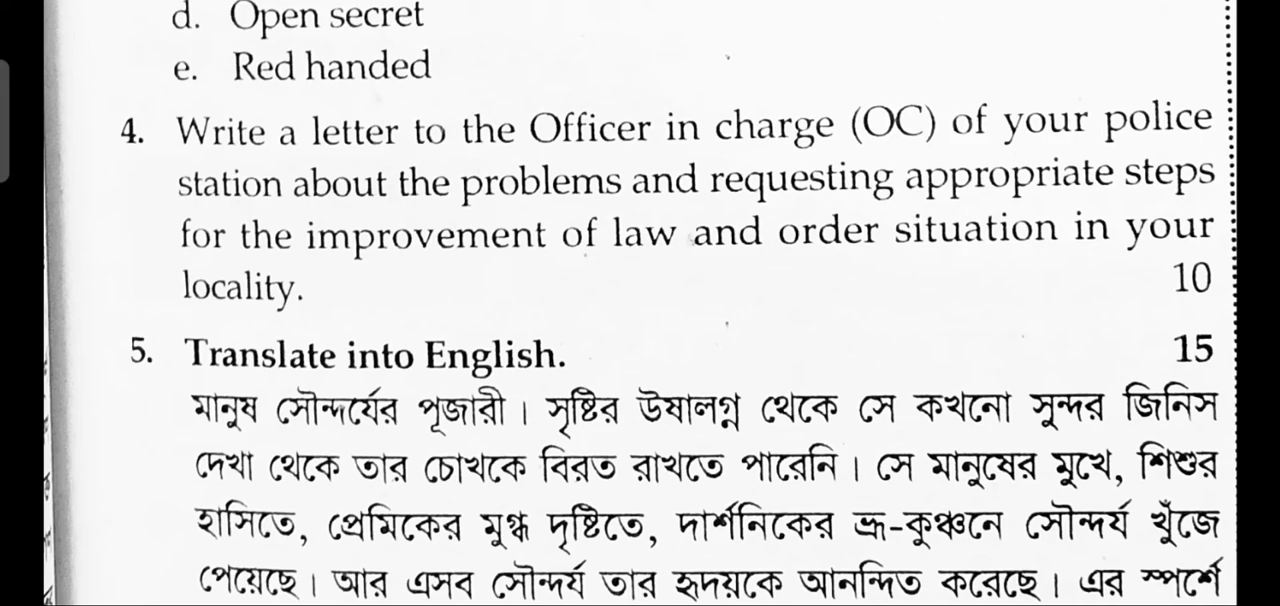 d. Open secret
e. Red handed
4. Write a letter to the Officer in charge (OC) of your police
station about the problems and requesting appropriate steps
for the improvement of law and order situation in your
locality. 10
5. Translate into English. 15
মানুষ সৌন্দর্যের পূজারী। সৃষ্টির উষালগ্ন থেকে সে কখনো সুন্দর জিনিস
দেখা থেকে তার চোখকে বিরত রাখতে পারেনি। সে মানুষের মুখে, শিশুর
হাসিতে, প্রেমিকের মুগ্ধ দৃষ্টিতে, দার্শনিকের ভ্রূ-কুঞ্চনে সৌন্দর্য খুঁজে
পেয়েছে। আর এসব সৌন্দর্য তার হৃদয়কে আনন্দিত করেছে। এর স্পর্শে